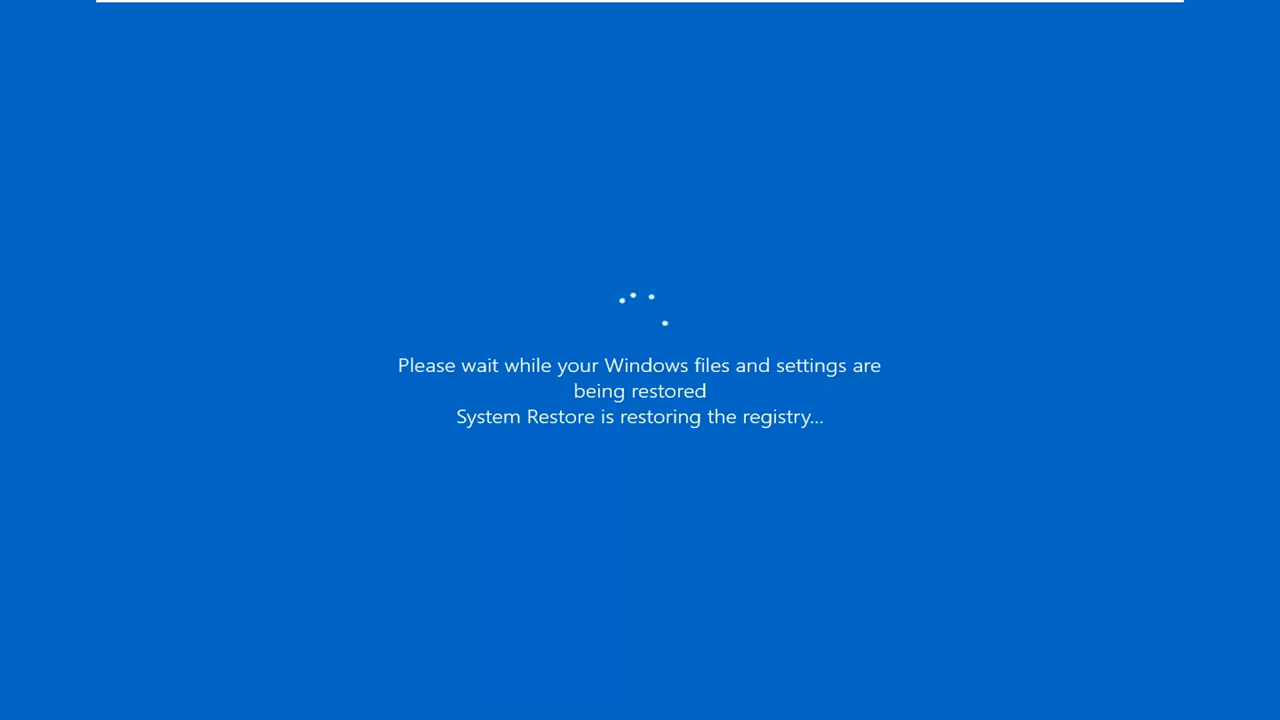 Please wait while your Windows files and settings are
being restored
System Restore is restoring the registry...